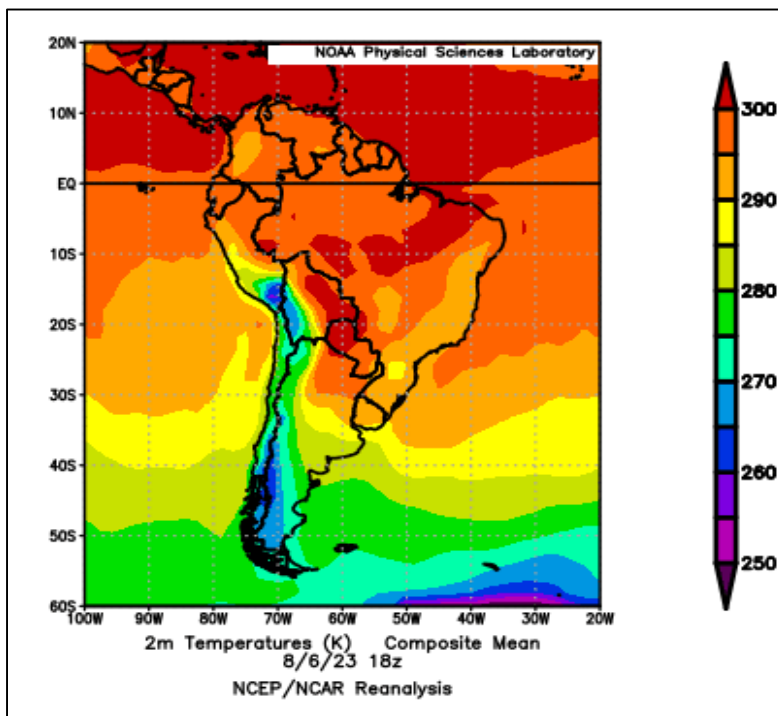 20N
NOAA Physical Sciences Laboratory
10N
EQ
10S
20S
30S
40S
50S
60S
100W 90W 80W 70W 60W 50W 40W 30W 20W
300
290
280
270
260
250
2m Temperatures (K) Composite Mean
8/6/23 18z
NCEP/NCAR Reanalysis